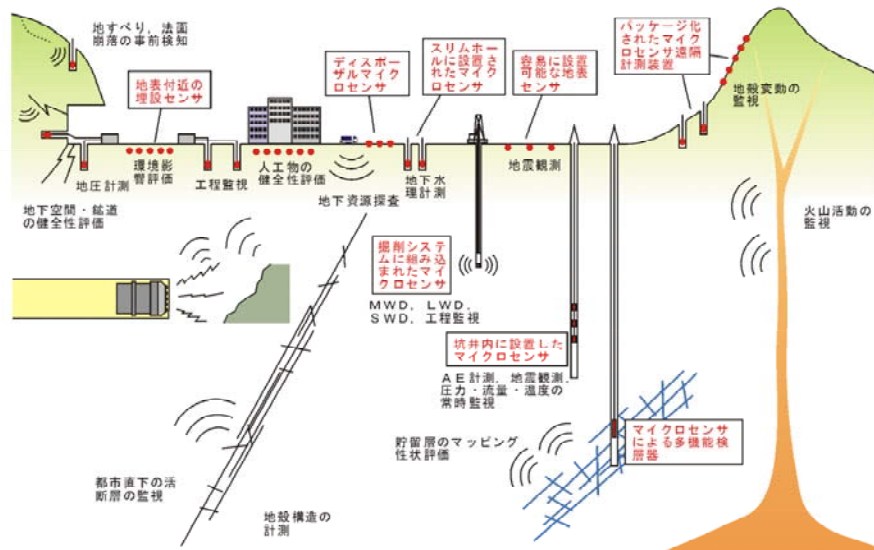 地すべり，法面
崩落の事前検知
地表付近の
埋設センサ
ディスポー
ザルマイク
ロセンサ
スリムホー
ルに設置さ
れたマイク
ロセンサ
容易に設置
可能な地表
センサ
パッケージ化
されたマイク
ロセンサ遠隔
計測装置
地殻変動の
監視
地圧計測
環境影
響評価
工程監視
人工物の
健全性評価
地下資源探査
地下水
理計測
地震観測
地下空間・鉱道
の健全性評価
火山活動の
監視
掘削システ
ムに組み込
まれたマイ
クロセンサ
MWD，LWD，
SWD，工程監視
坑井内に設置した
マイクロセンサ
AE計測，地震観測，
圧力・流量・温度の
常時監視
貯留層のマッピング
性状評価
マイクロセンサ
による多機能検
層器
都市直下の活
断層の監視
地殻構造の
計測